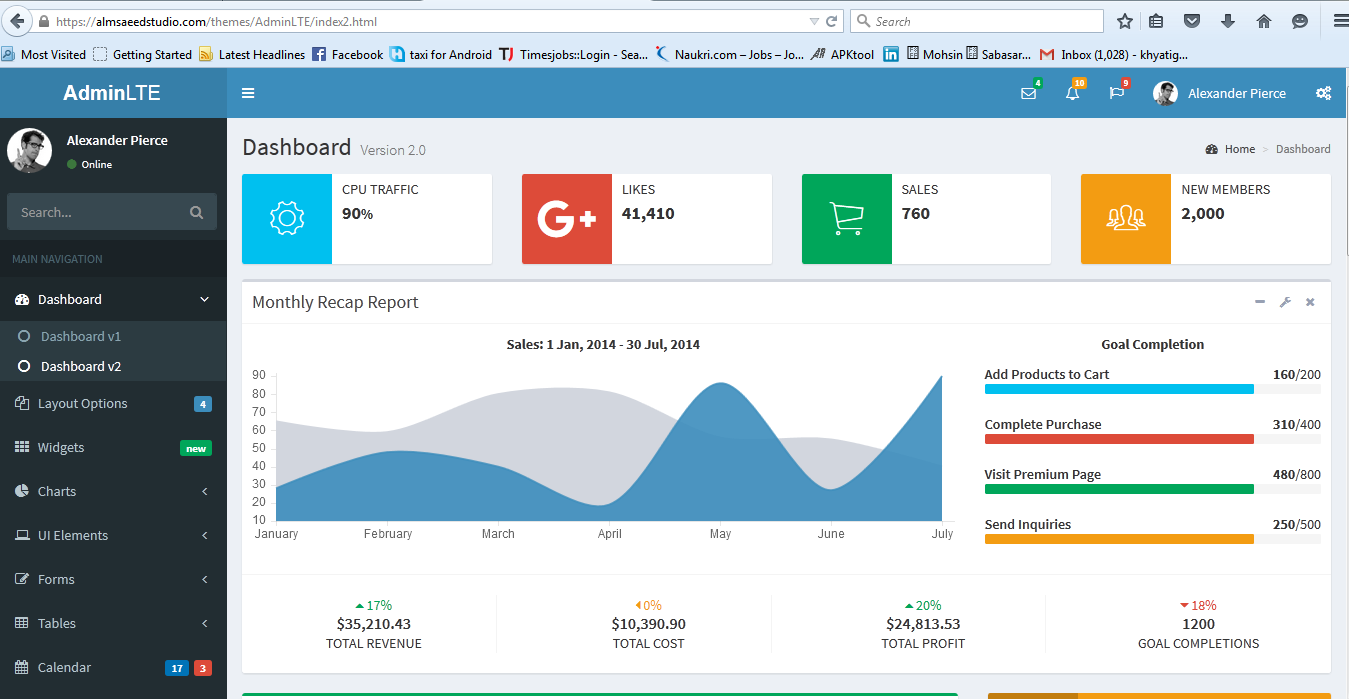 https://almsaeedstudio.com/themes/AdminLTE/index2.html
Search
Most Visited Getting Started Latest Headlines Facebook taxi for Android Timesjobs::Login - Sea... Naukri.com – Jobs – Jo... APKtool Mohsin Sabasar... Inbox (1,028) - khyatig...
AdminLTE
4 10 9 Alexander Pierce
Alexander Pierce
Online
Search...
MAIN NAVIGATION
Dashboard
Dashboard v1
Dashboard v2
Layout Options 4
Widgets new
Charts
UI Elements
Forms
Tables
Calendar 17 3
Dashboard Version 2.0
Home > Dashboard
CPU TRAFFIC
90%
G+
LIKES
41,410
SALES
760
NEW MEMBERS
2,000
Monthly Recap Report
Sales: 1 Jan, 2014 - 30 Jul, 2014
90
80
70
60
50
40
30
20
10
January February March April May June July
Goal Completion
Add Products to Cart 160/200
Complete Purchase 310/400
Visit Premium Page 480/800
Send Inquiries 250/500
17%
$35,210.43
TOTAL REVENUE
0%
$10,390.90
TOTAL COST
20%
$24,813.53
TOTAL PROFIT
18%
1200
GOAL COMPLETIONS